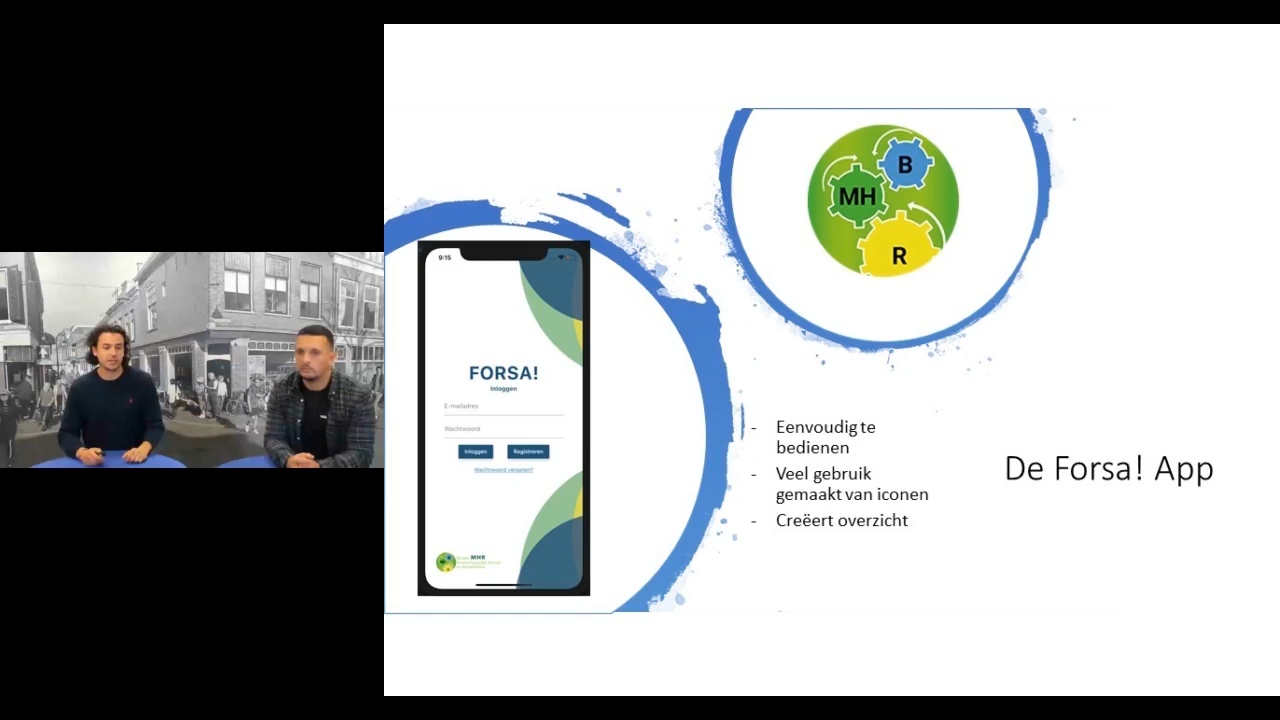 B
MH
R
9:15
FORSA!
Inloggen
E-mailadres
Wachtwoord
Inloggen
Registreren
Wachtwoord vergeten?
MHR
- Eenvoudig te
bedienen
- Veel gebruik
gemaakt van iconen
- Creëert overzicht
De Forsa! App